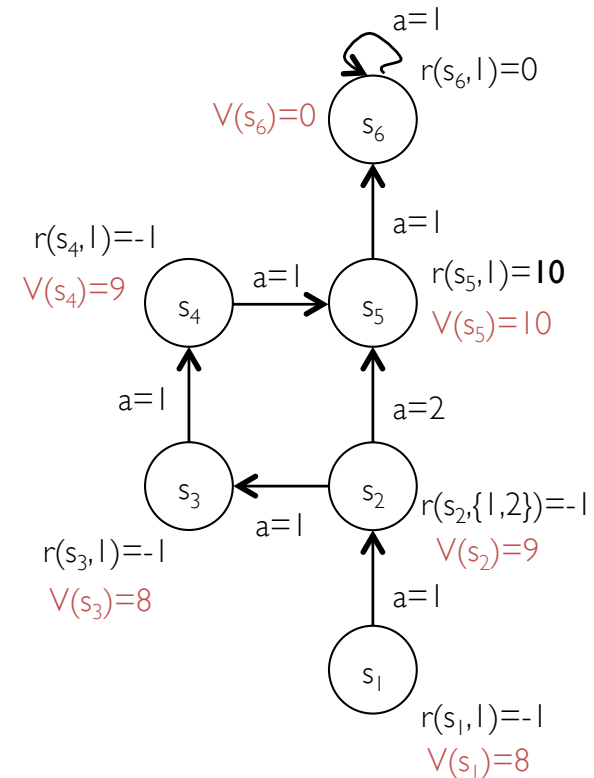 a=1
r(s₆,1)=0
V(s₆)=0
s₆
a=1
r(s₄,1)=-1
V(s₄)=9
s₄
a=1
s₅
r(s₅,1)=10
V(s₅)=10
a=1
a=2
s₃
a=1
s₂
r(s₂,{1,2})=-1
V(s₂)=9
r(s₃,1)=-1
V(s₃)=8
a=1
s₁
r(s₁,1)=-1
V(s₁)=8